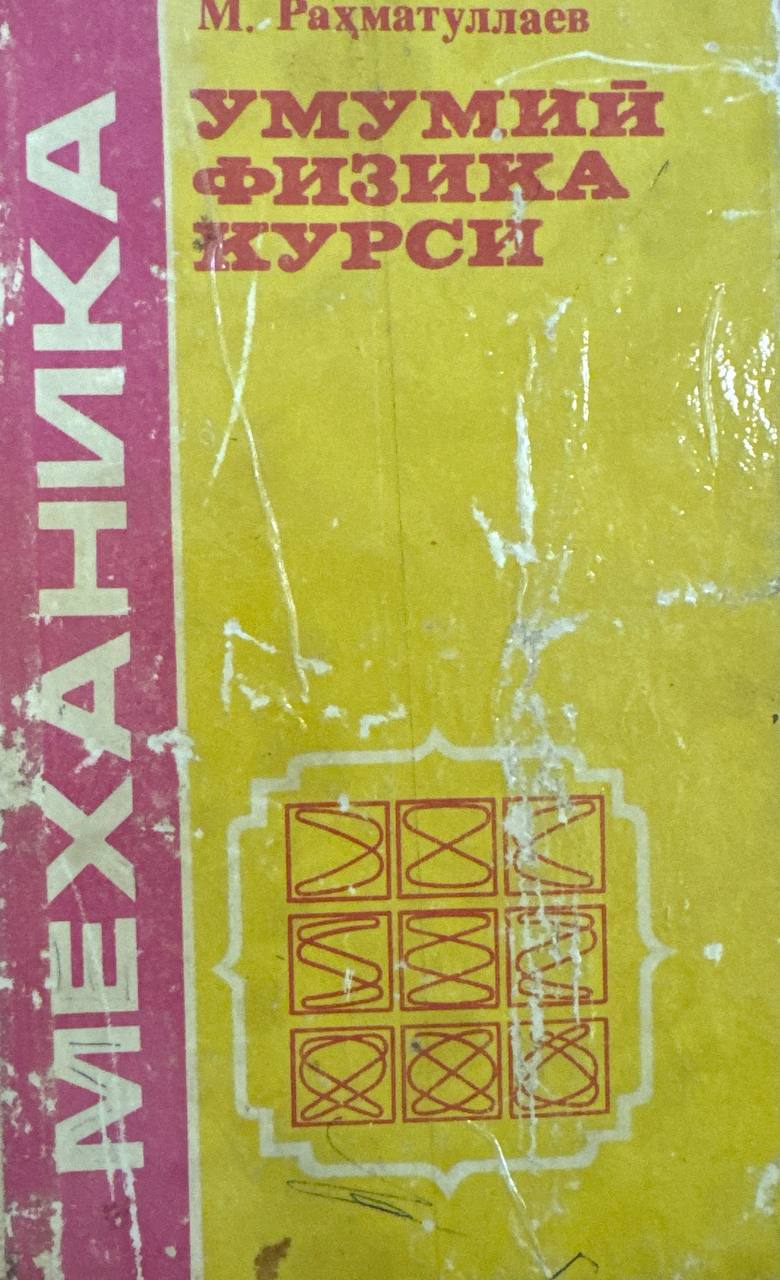 М. Раҳматуллаев
УМУМИЙ
ФИЗИКА
КУРСИ
МЕХАНИКА